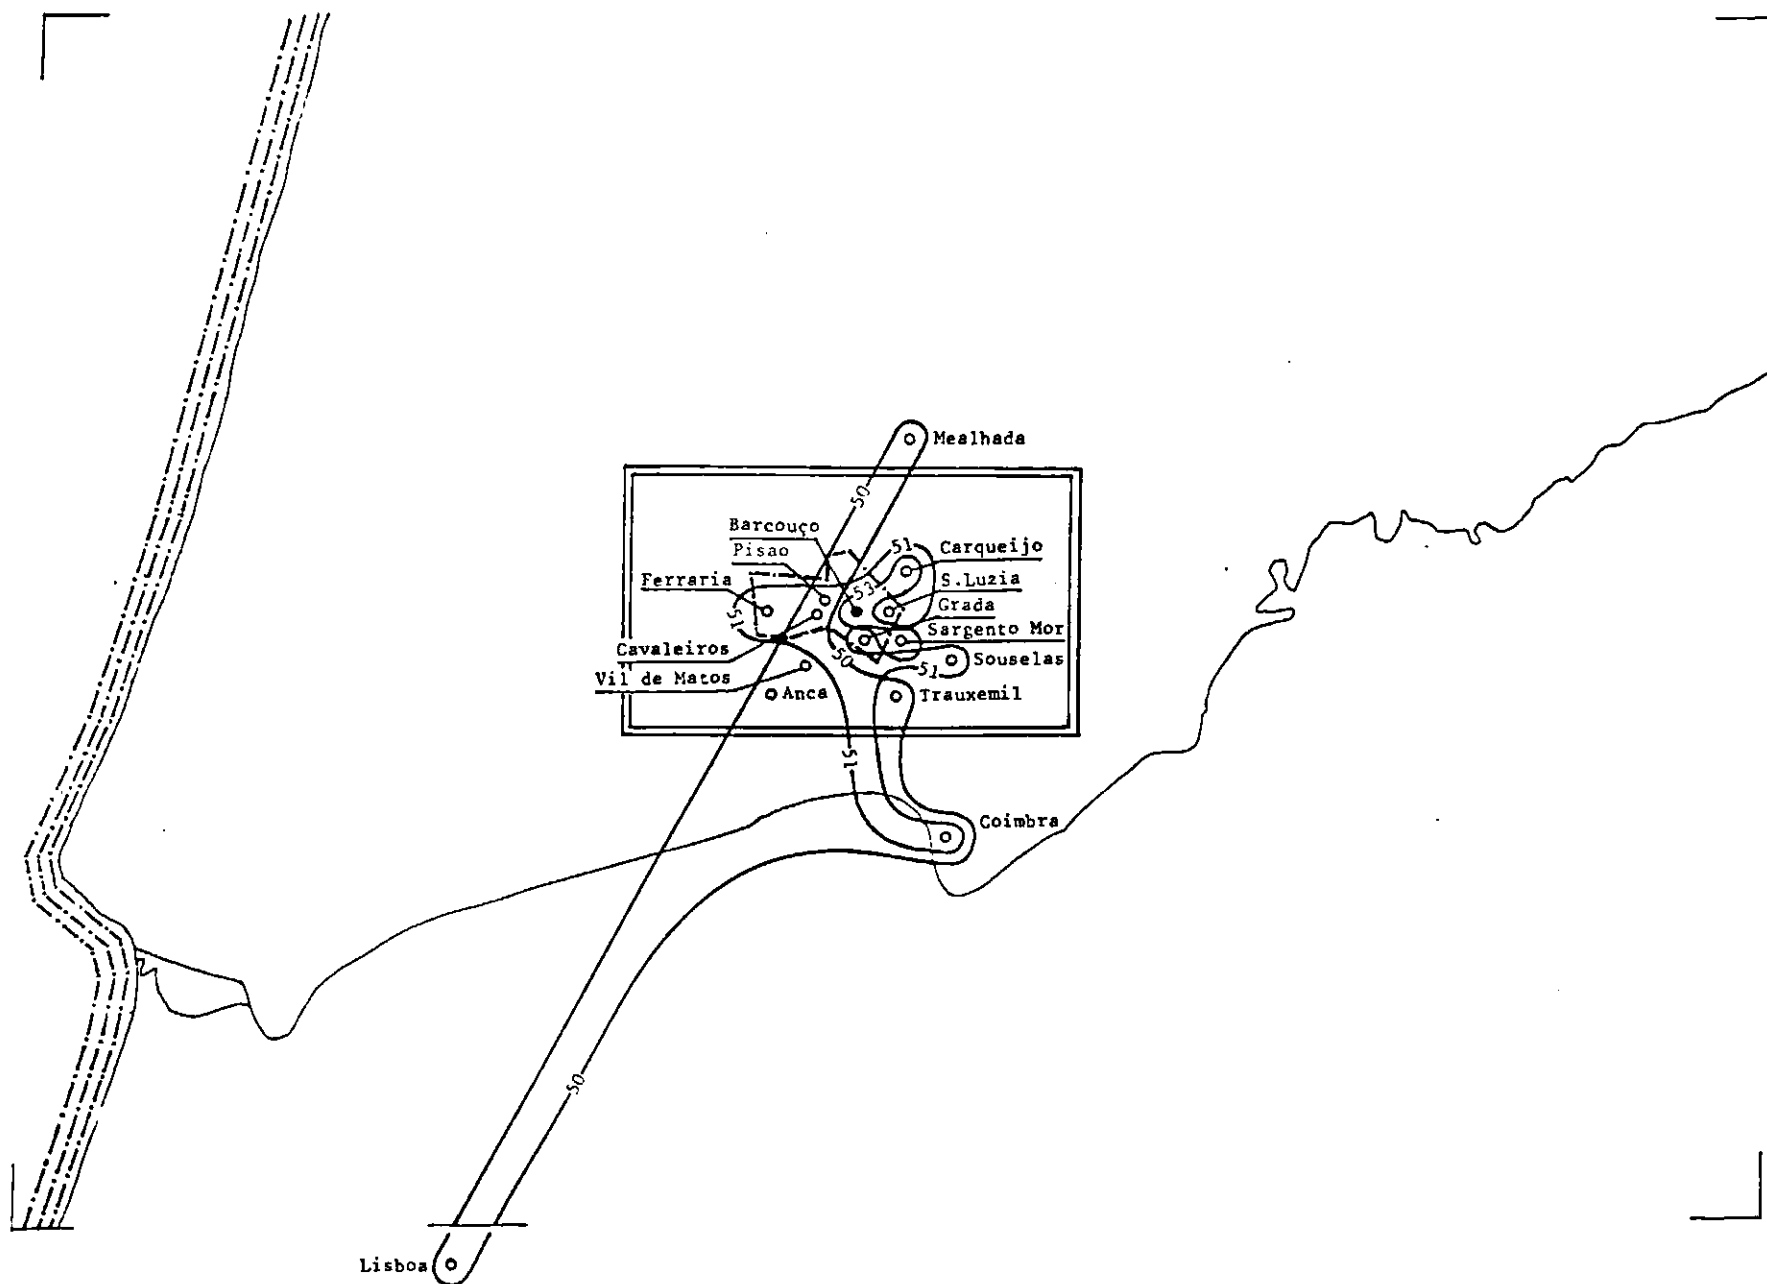 Mealhada
50
Barcouço
Pisao
51
Carqueijo
Ferraria
53
S.Luzia
51
Grada
Sargento Mor
Cavaleiros
50
Souselas
Vil de Matos
51
Anca
Trauxemil
51
Coimbra
50
Lisboa